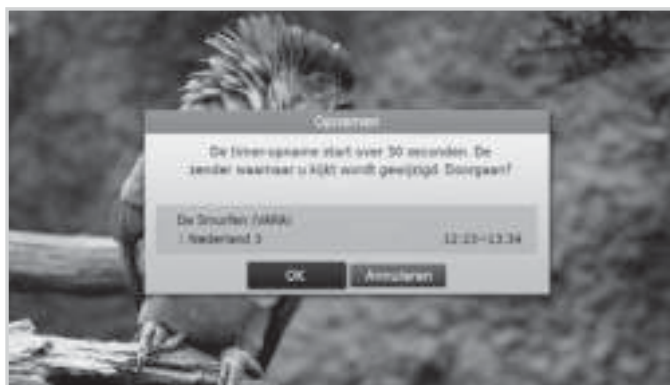 Opnemen
De timer-opname start over 30 seconden. De
zender waarnaar u kijkt wordt gewijzigd. Doorgaan?
De Smurfen (VARA)
: Nederland 3
12:23~13:34
OK
Annuleren